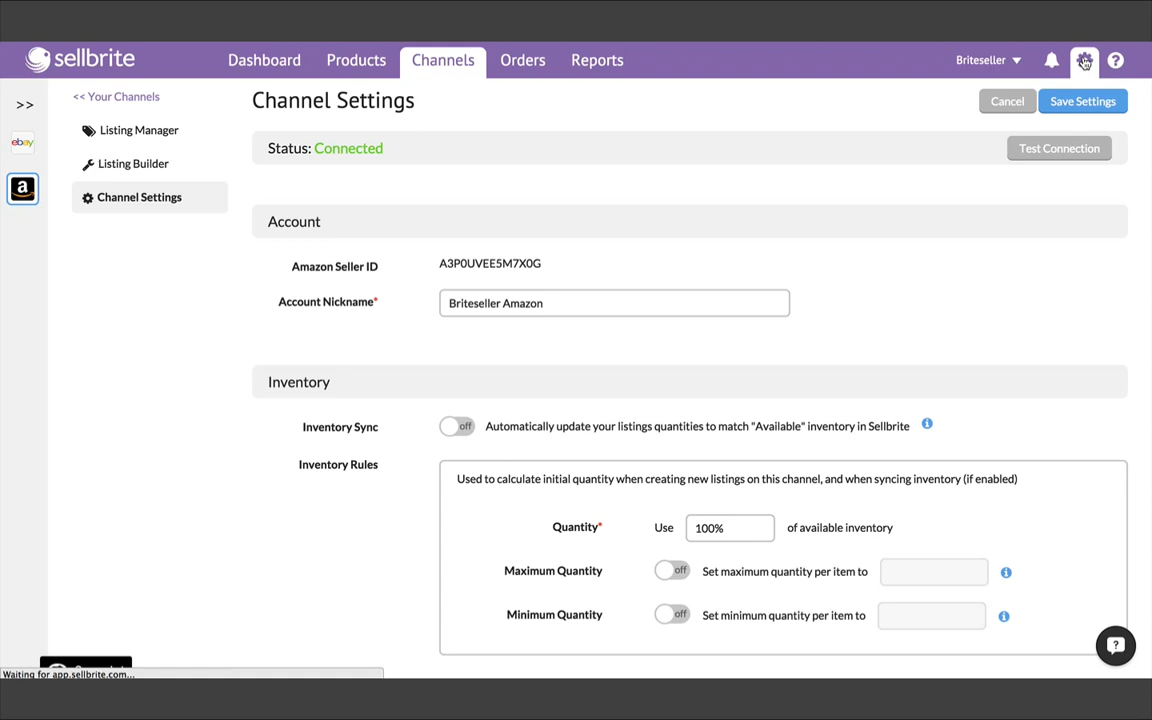 sellbrite
Dashboard
Products
Channels
Orders
Reports
Briteseller
?
>>
<< Your Channels
Channel Settings
Cancel
Save Settings
ebay
Listing Manager
Status: Connected
Test Connection
Listing Builder
a
Channel Settings
Account
Amazon Seller ID
A3P0UVEE5M7X0G
Account Nickname*
Briteseller Amazon
Inventory
Inventory Sync
off
Automatically update your listings quantities to match "Available" inventory in Sellbrite
i
Inventory Rules
Used to calculate initial quantity when creating new listings on this channel, and when syncing inventory (if enabled)
Quantity*
Use
100%
of available inventory
Maximum Quantity
off
Set maximum quantity per item to
i
Minimum Quantity
off
Set minimum quantity per item to
i
?
Waiting for app.sellbrite.com...